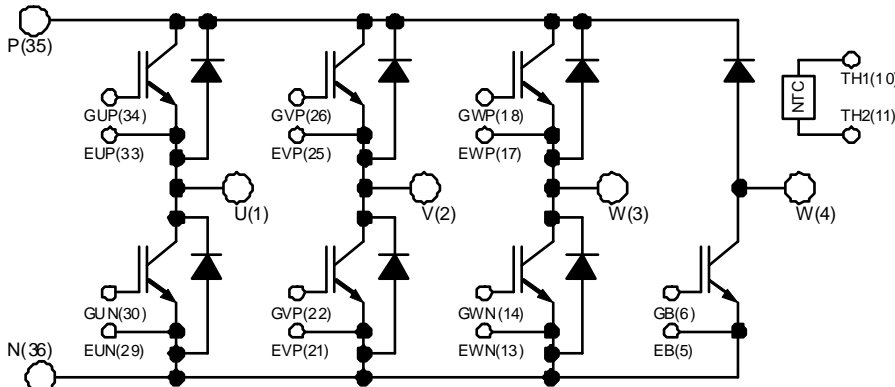 P(35)
GUP(34)
EUP(33)
GVP(26)
EVP(25)
GWP(18)
EWP(17)
NTC
TH1(10)
TH2(11)
U(1)
V(2)
W(3)
W(4)
GUN(30)
EUN(29)
GVP(22)
EVP(21)
GWN(14)
EWN(13)
GB(6)
EB(5)
N(36)